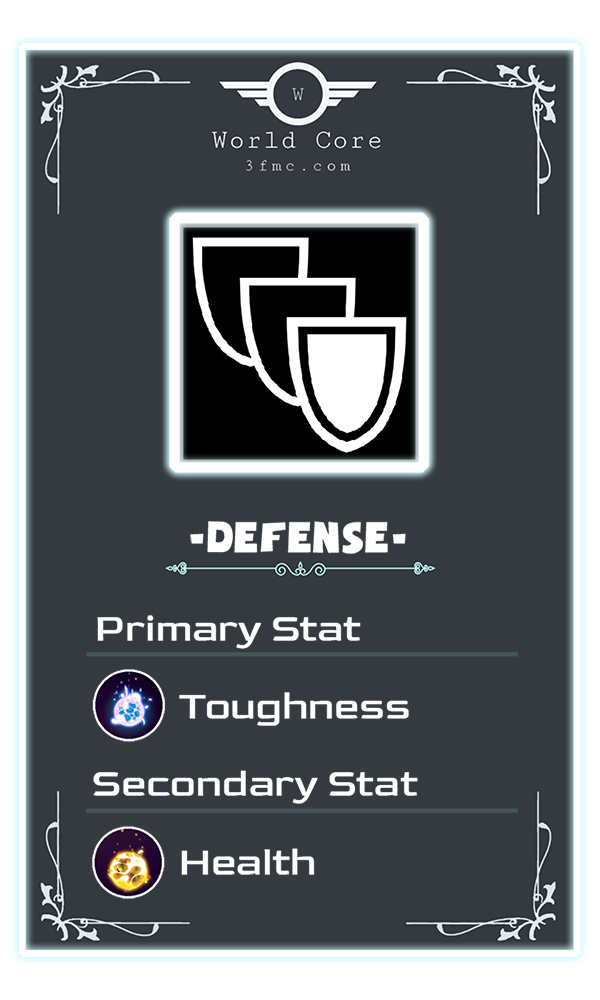 W
World Core
3fmc.com
-DEFENSE-
Primary Stat
Toughness
Secondary Stat
Health